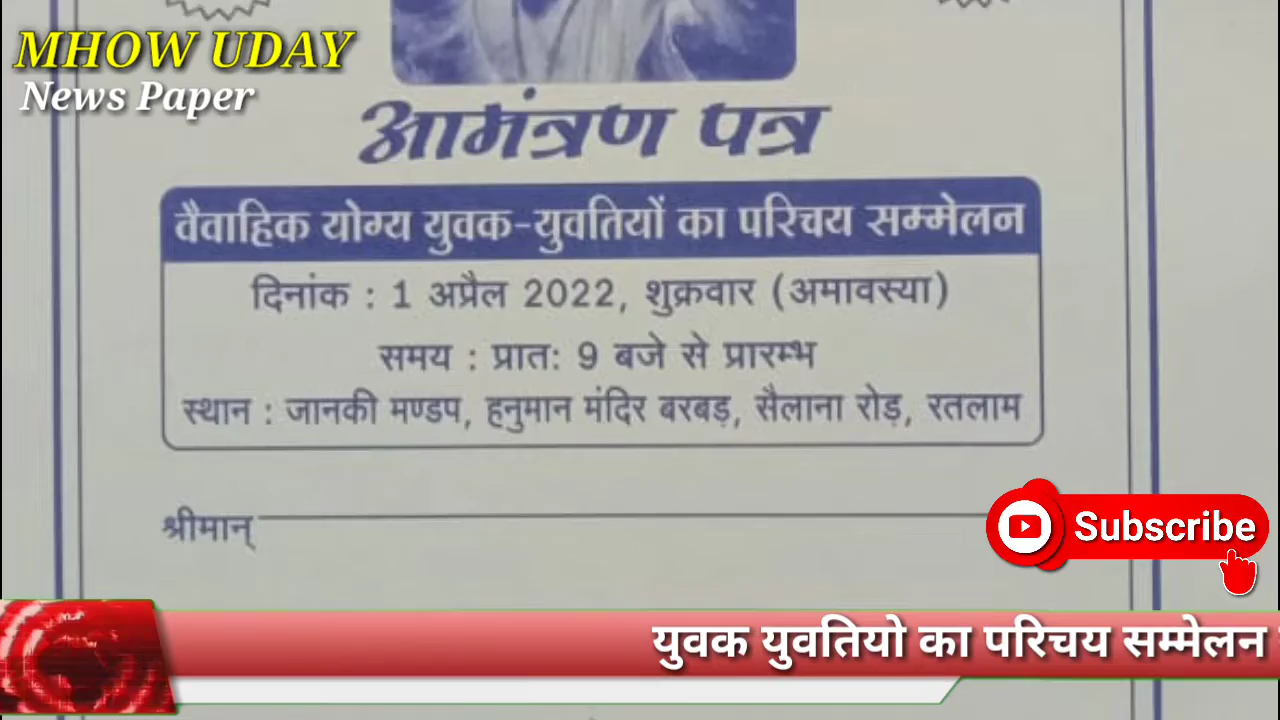 MHOW UDAY
News Paper
आमंत्रण पत्र
वैवाहिक योग्य युवक-युवतियों का परिचय सम्मेलन
दिनांक : 1 अप्रैल 2022, शुक्रवार (अमावस्या)
समय : प्रात: 9 बजे से प्रारम्भ
स्थान : जानकी मण्डप, हनुमान मंदिर बरबड़, सैलाना रोड़, रतलाम
श्रीमान्
Subscribe
युवक युवतियो का परिचय सम्मेलन